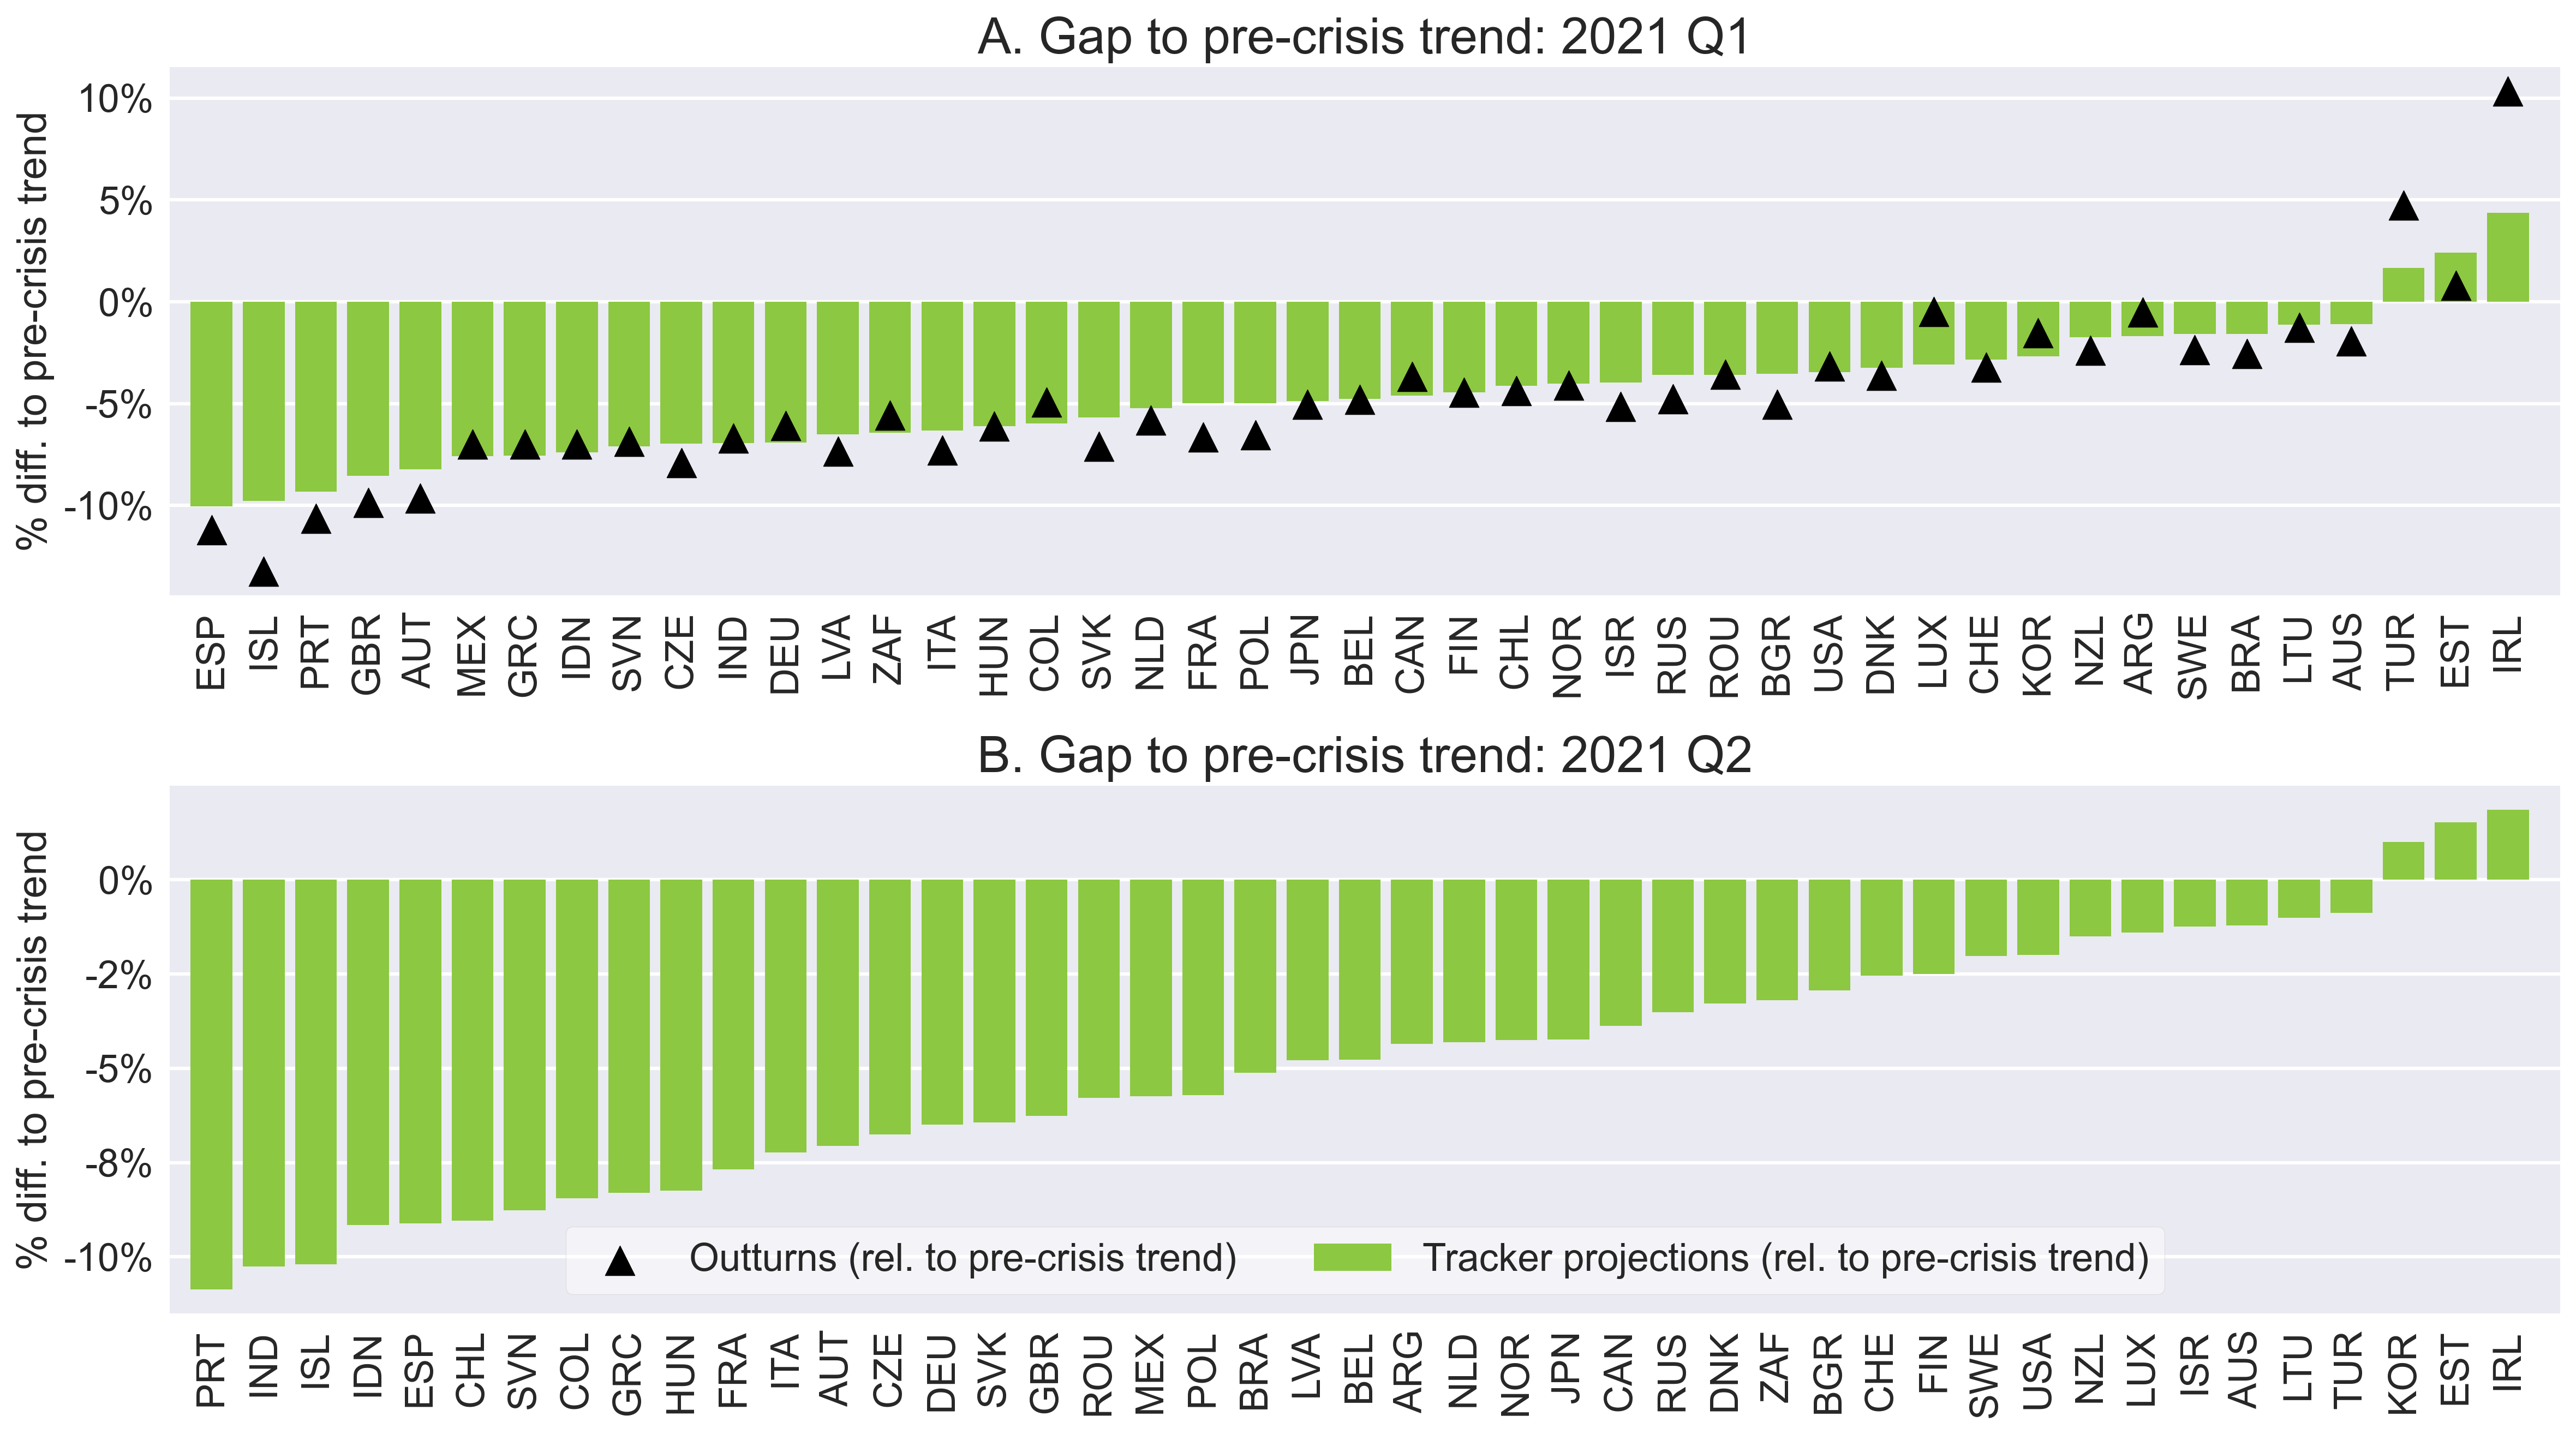 A. Gap to pre-crisis trend: 2021 Q1
% diff. to pre-crisis trend
10%
5%
0%
-5%
-10%
ESP ISL PRT GBR AUT MEX GRC IDN SVN CZE IND DEU LVA ZAF ITA HUN COL SVK NLD FRA POL JPN BEL CAN FIN CHL NOR ISR RUS ROU BGR USA DNK LUX CHE KOR NZL ARG SWE BRA LTU AUS TUR EST IRL
B. Gap to pre-crisis trend: 2021 Q2
% diff. to pre-crisis trend
0%
-2%
-5%
-8%
-10%
Outturns (rel. to pre-crisis trend) Tracker projections (rel. to pre-crisis trend)
PRT IND ISL IDN ESP CHL SVN COL GRC HUN FRA ITA AUT CZE DEU SVK GBR ROU MEX POL BRA LVA BEL ARG NLD NOR JPN CAN RUS DNK ZAF BGR CHE FIN SWE USA NZL LUX ISR AUS LTU TUR KOR EST IRL